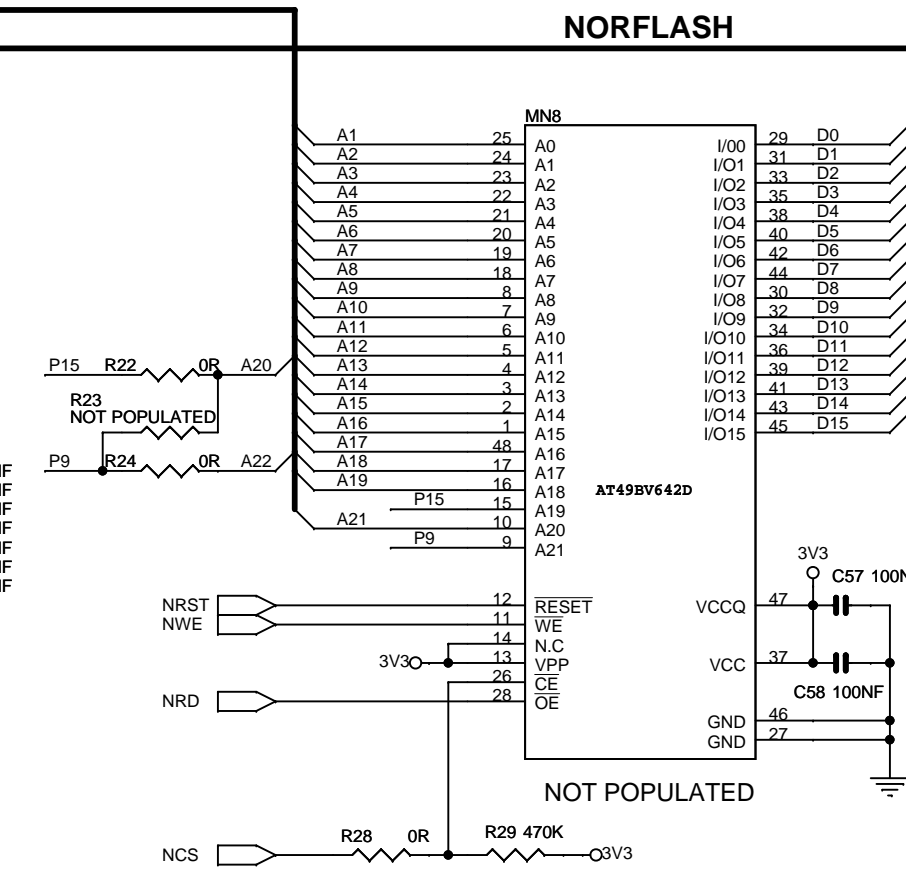 NORFLASH
MN8
A1 25 A0 I/00 29 D0
A2 24 A1 I/O1 31 D1
A3 23 A2 I/O2 33 D2
A4 22 A3 I/O3 35 D3
A5 21 A4 I/O4 38 D4
A6 20 A5 I/O5 40 D5
A7 19 A6 I/O6 42 D6
A8 18 A7 I/O7 44 D7
A9 8 A8 I/O8 30 D8
A10 7 A9 I/O9 32 D9
A11 6 A10 I/O10 34 D10
A12 5 A11 I/O11 36 D11
P15 R22 0R A20 A13 4 A12 I/O12 39 D12
A14 3 A13 I/O13 41 D13
R23
NOT POPULATED
A15 2 A14 I/O14 43 D14
A16 1 A15 I/O15 45 D15
A17 48 A16
P9 R24 0R A22 A18 17 A17
A19 16 A18
AT49BV642D
P15 15 A19
A21 10 A20
P9 9 A21
NF
NF
NF
NF
NF
NF
NF
3V3
C57 100N
NRST 12 RESET VCCQ 47
NWE 11 WE
14 N.C
3V3 13 VPP VCC 37
26 CE
C58 100NF
NRD 28 OE
GND 46
GND 27
NOT POPULATED
NCS R28 0R R29 470K 3V3